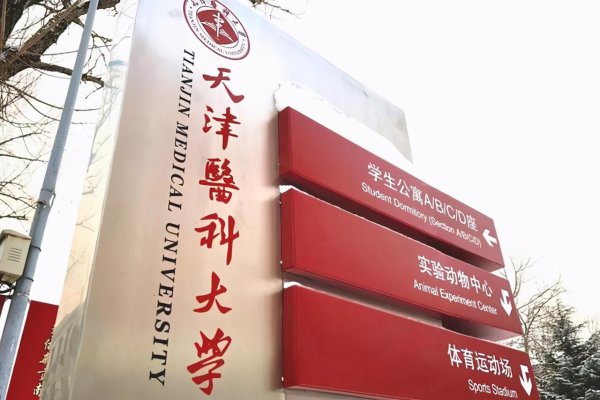 天津醫科大学
TIANJIN MEDICAL UNIVERSITY
学生公寓A/B/C/D座
Student Dormitory (Section A/B/C/D)
实验动物中心
Animal Experiment Center
体育运动场
Sports Stadium